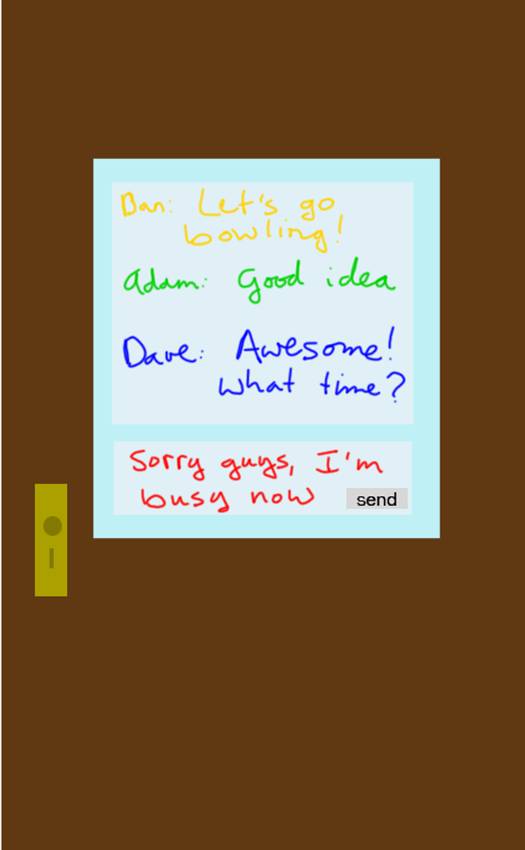 Dan: Let's go
bowling!
Adam: Good idea
Dave: Awesome!
What time?
Sorry guys, I'm
busy now
send